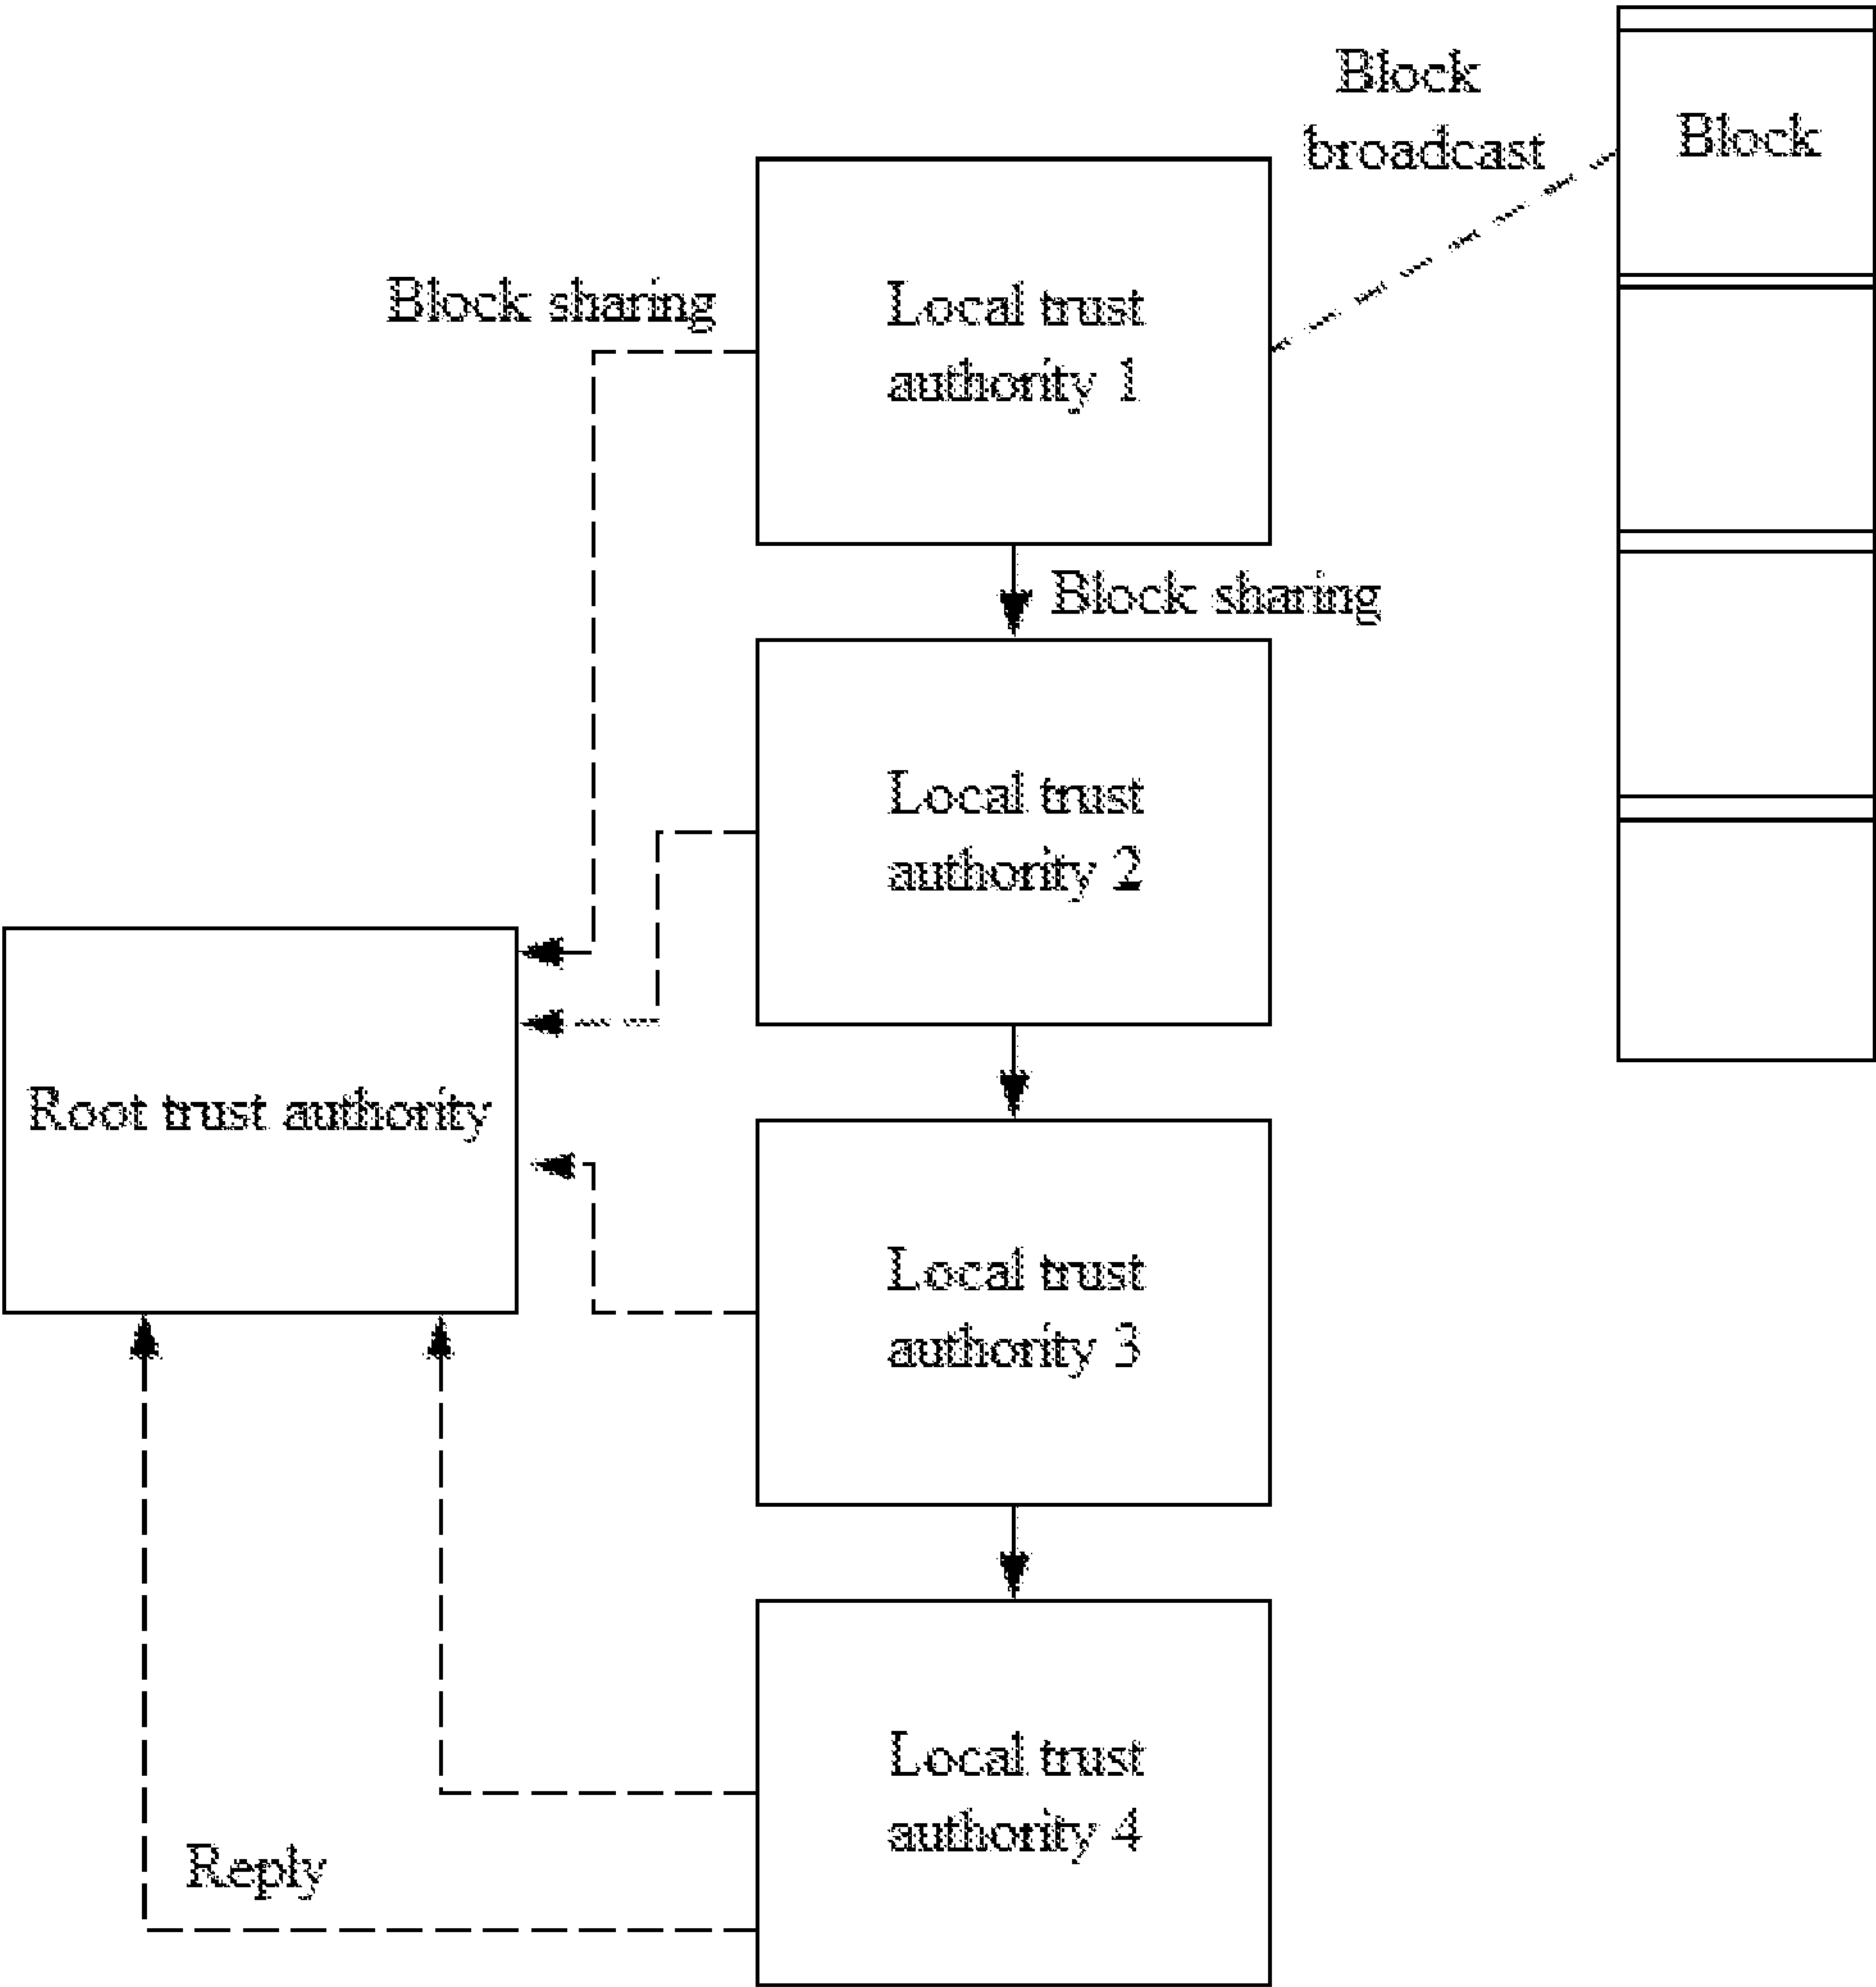 Block
broadcast
Block
Block sharing
Local trust
authority 1
Block sharing
Local trust
authority 2
Root trust authority
Local trust
authority 3
Local trust
authority 4
Reply